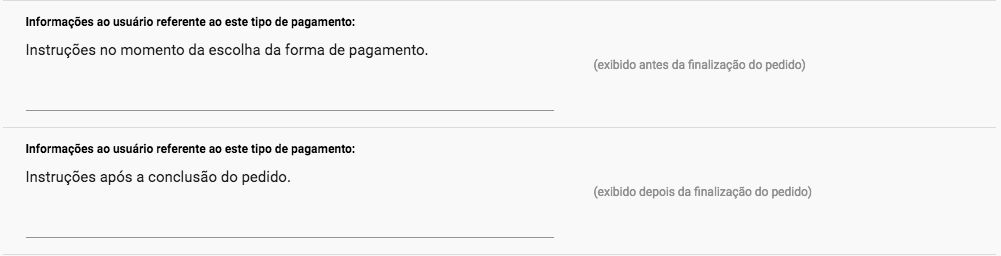 Informações ao usuário referente ao este tipo de pagamento:
Instruções no momento da escolha da forma de pagamento.
(exibido antes da finalização do pedido)
Informações ao usuário referente ao este tipo de pagamento:
Instruções após a conclusão do pedido.
(exibido depois da finalização do pedido)